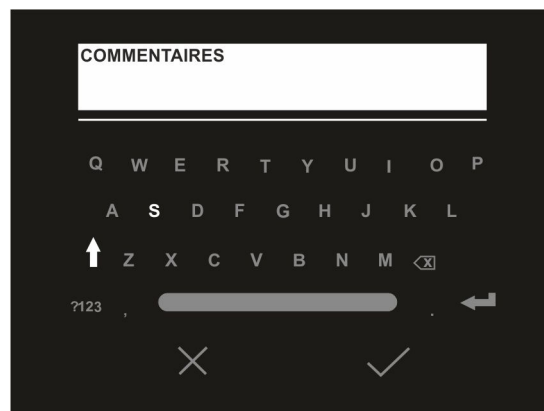 COMMENTAIRES
Q W E R T Y U I O P
A S D F G H J K L
Z X C V B N M X
?123 , .